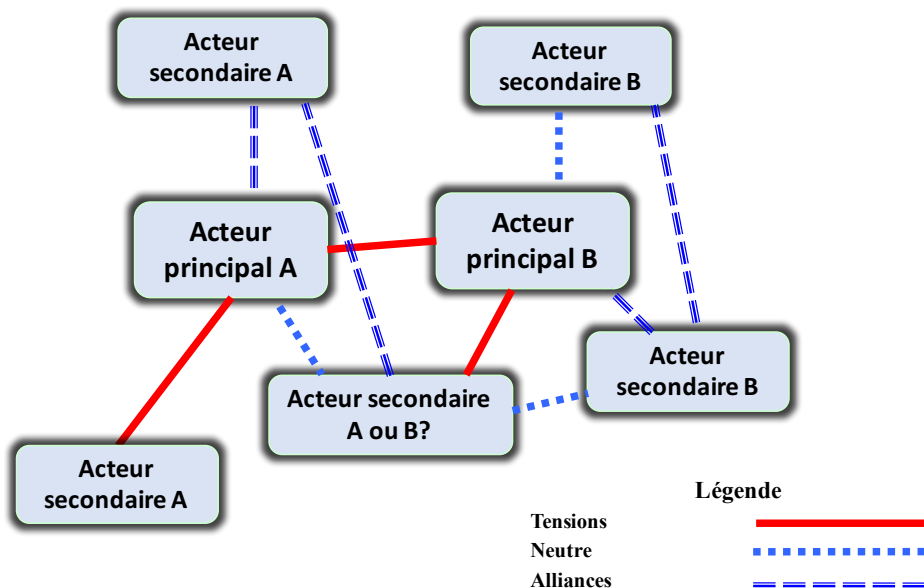 Acteur
secondaire A
Acteur
secondaire B
Acteur
principal A
Acteur
principal B
Acteur secondaire
A ou B?
Acteur
secondaire B
Acteur
secondaire A
Légende
Tensions
Neutre
Alliances